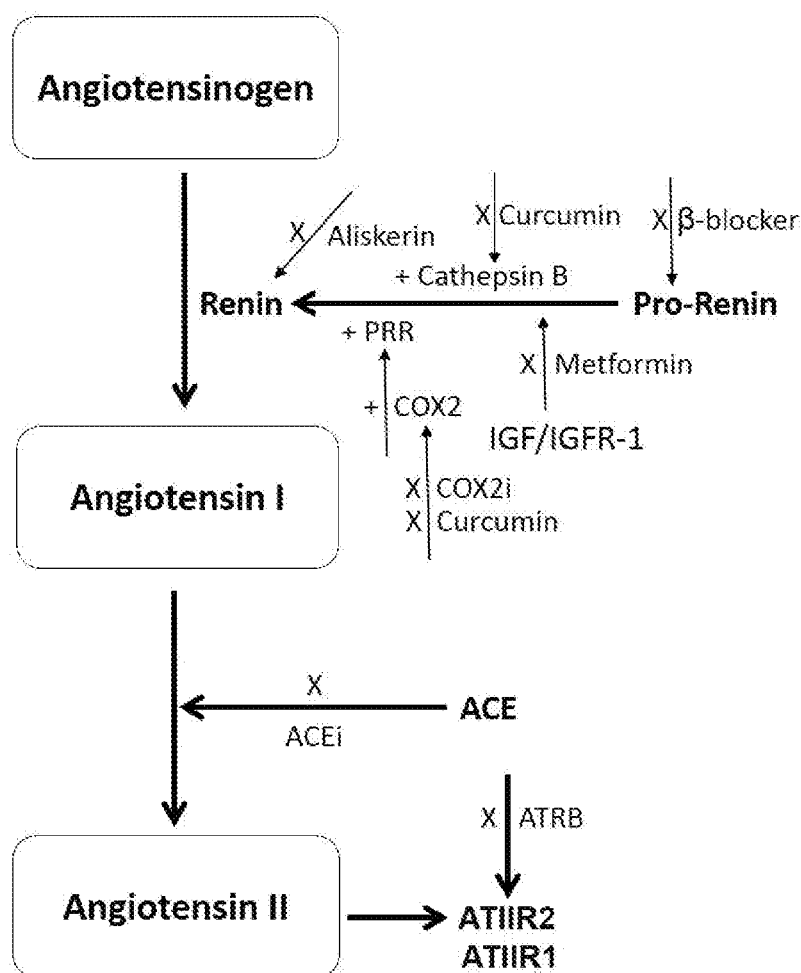 Angiotensinogen
X Aliskerin
X Curcumin
X β-blocker
+ Cathepsin B
Renin
Pro-Renin
+ PRR
X Metformin
+ COX2
IGF/IGFR-1
X COX2i
X Curcumin
Angiotensin I
X
ACE
ACEi
X ATRB
Angiotensin II
ATIIR2
ATIIR1